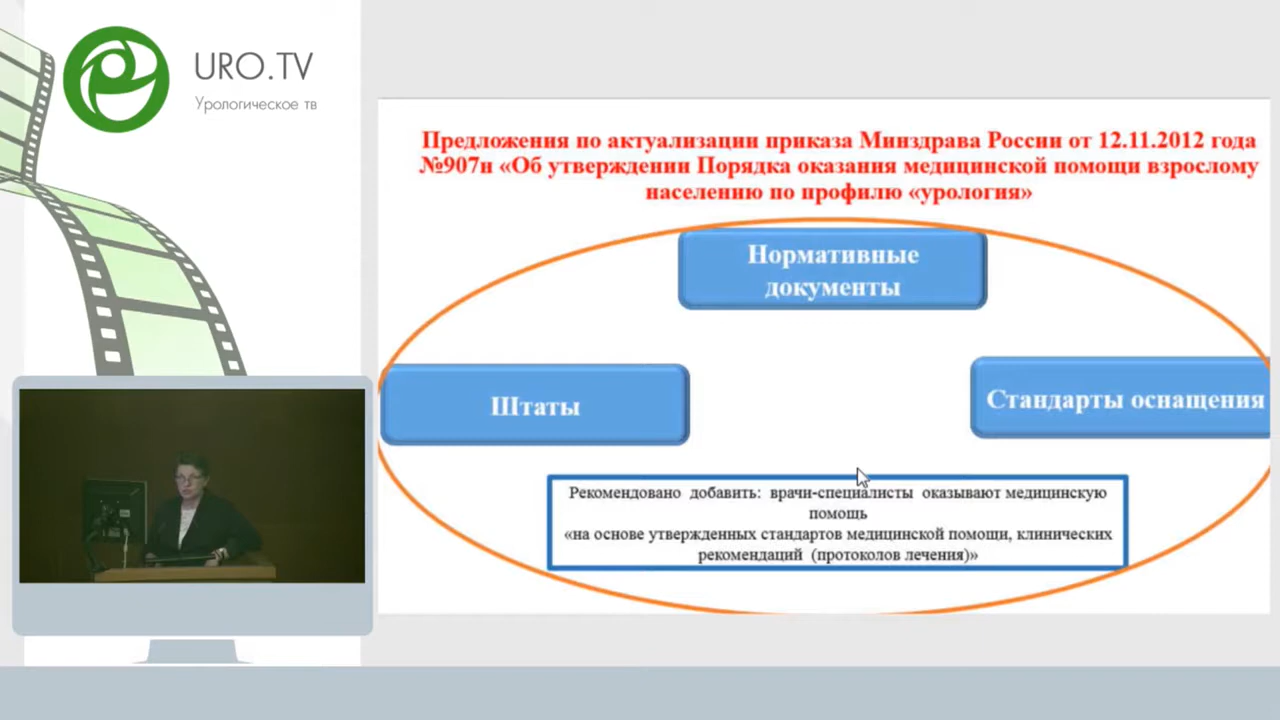 URO.TV
Урологическое тв
Предложения по актуализации приказа Минздрава России от 12.11.2012 года
№907н «Об утверждении Порядка оказания медицинской помощи взрослому
населению по профилю «урология»
Нормативные
документы
Штаты
Стандарты оснащения
Рекомендовано добавить: врачи-специалисты оказывают медицинскую
помощь
«на основе утвержденных стандартов медицинской помощи, клинических
рекомендаций (протоколов лечения)»